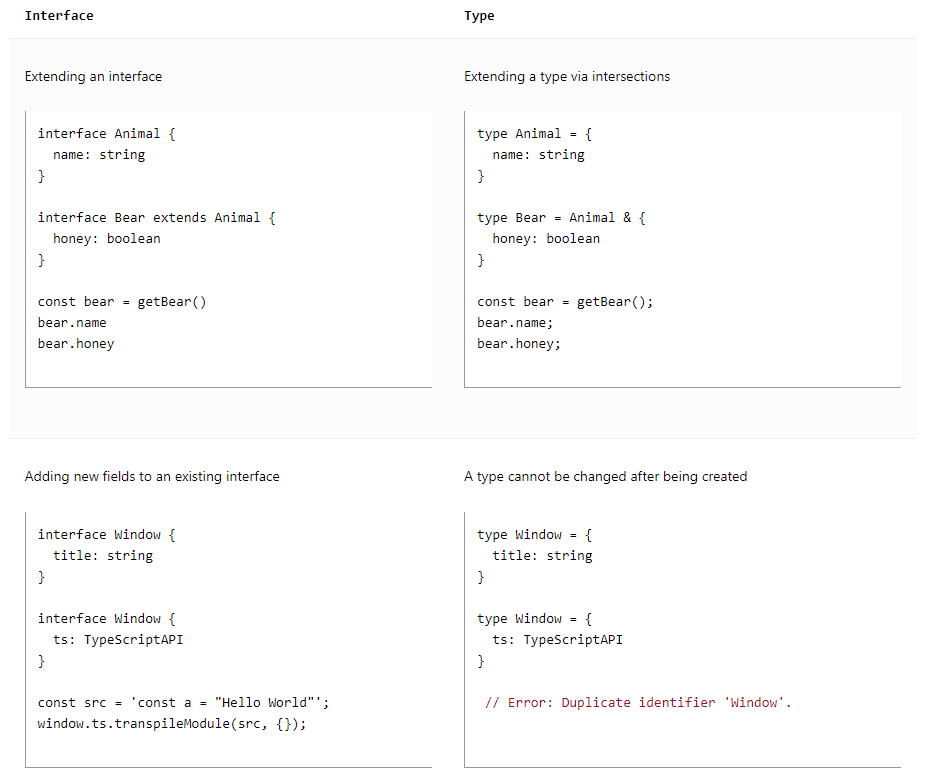 Interface
Type
Extending an interface
interface Animal {
  name: string
}

interface Bear extends Animal {
  honey: boolean
}

const bear = getBear()
bear.name
bear.honey
Extending a type via intersections
type Animal = {
  name: string
}

type Bear = Animal & {
  honey: boolean
}

const bear = getBear();
bear.name;
bear.honey;
Adding new fields to an existing interface
interface Window {
  title: string
}

interface Window {
  ts: TypeScriptAPI
}

const src = 'const a = "Hello World"';
window.ts.transpileModule(src, {});
A type cannot be changed after being created
type Window = {
  title: string
}

type Window = {
  ts: TypeScriptAPI
}

 // Error: Duplicate identifier 'Window'.